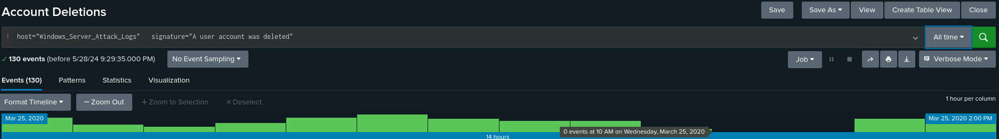 Account Deletions
Save
Save As
View
Create Table View
Close
1 host="Windows_Server_Attack_Logs" signature="A user account was deleted"
All time
130 events (before 5/28/24 9:29:35.000 PM)
No Event Sampling
Job
Verbose Mode
Events (130)
Patterns
Statistics
Visualization
Format Timeline
— Zoom Out
+ Zoom to Selection
× Deselect
1 hour per column
Mar 25, 2020
Mar 25, 2020 2:00 PM
0 events at 10 AM on Wednesday, March 25, 2020
14 hours